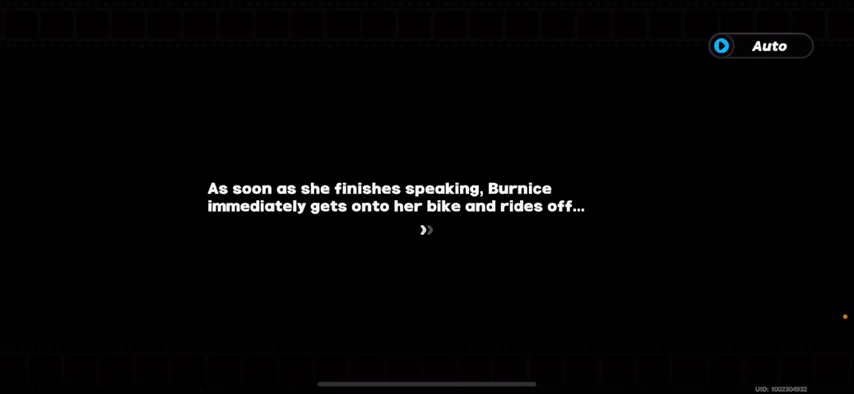 Auto
As soon as she finishes speaking, Burnice
immediately gets onto her bike and rides off...
UID: 1002304932